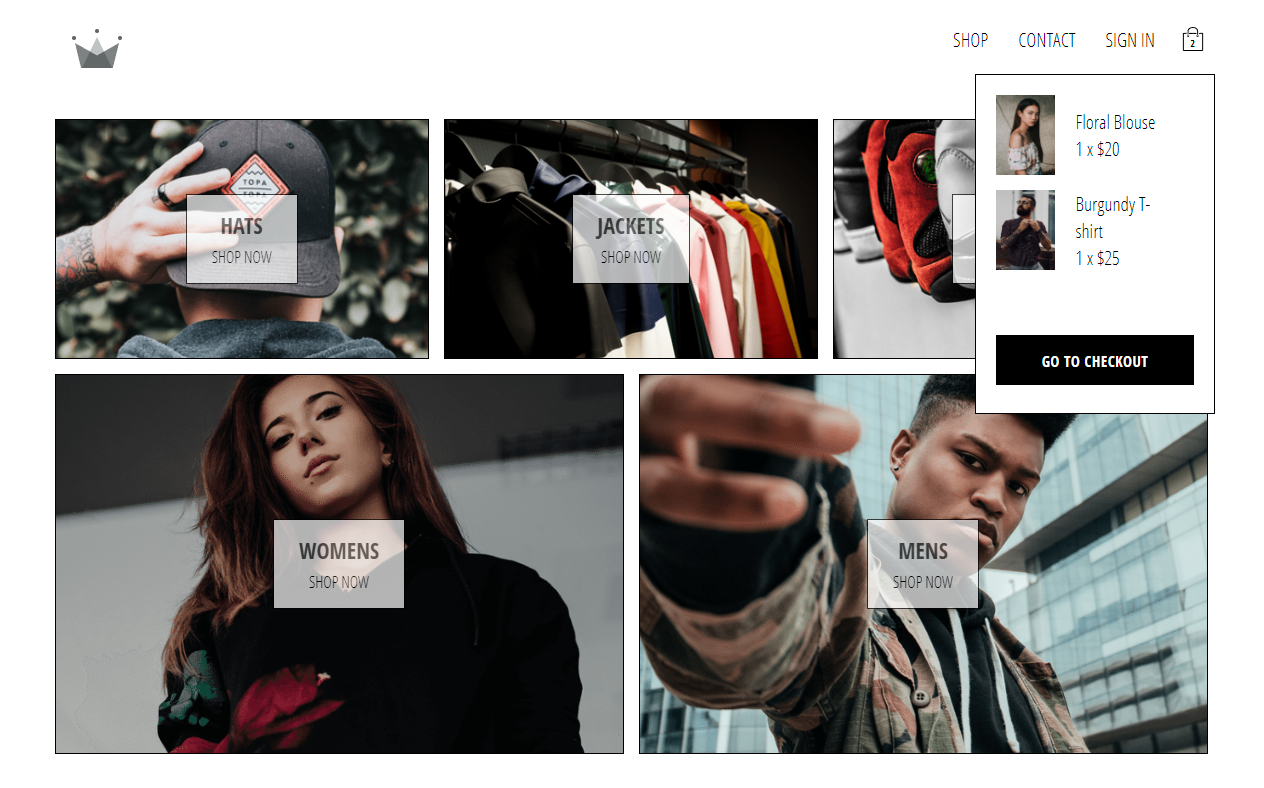 SHOP CONTACT SIGN IN 2
Floral Blouse
1 x $20
Burgundy T-
shirt
1 x $25
GO TO CHECKOUT
TOPA
TOPA
HATS
SHOP NOW
JACKETS
SHOP NOW
WOMENS
SHOP NOW
MENS
SHOP NOW